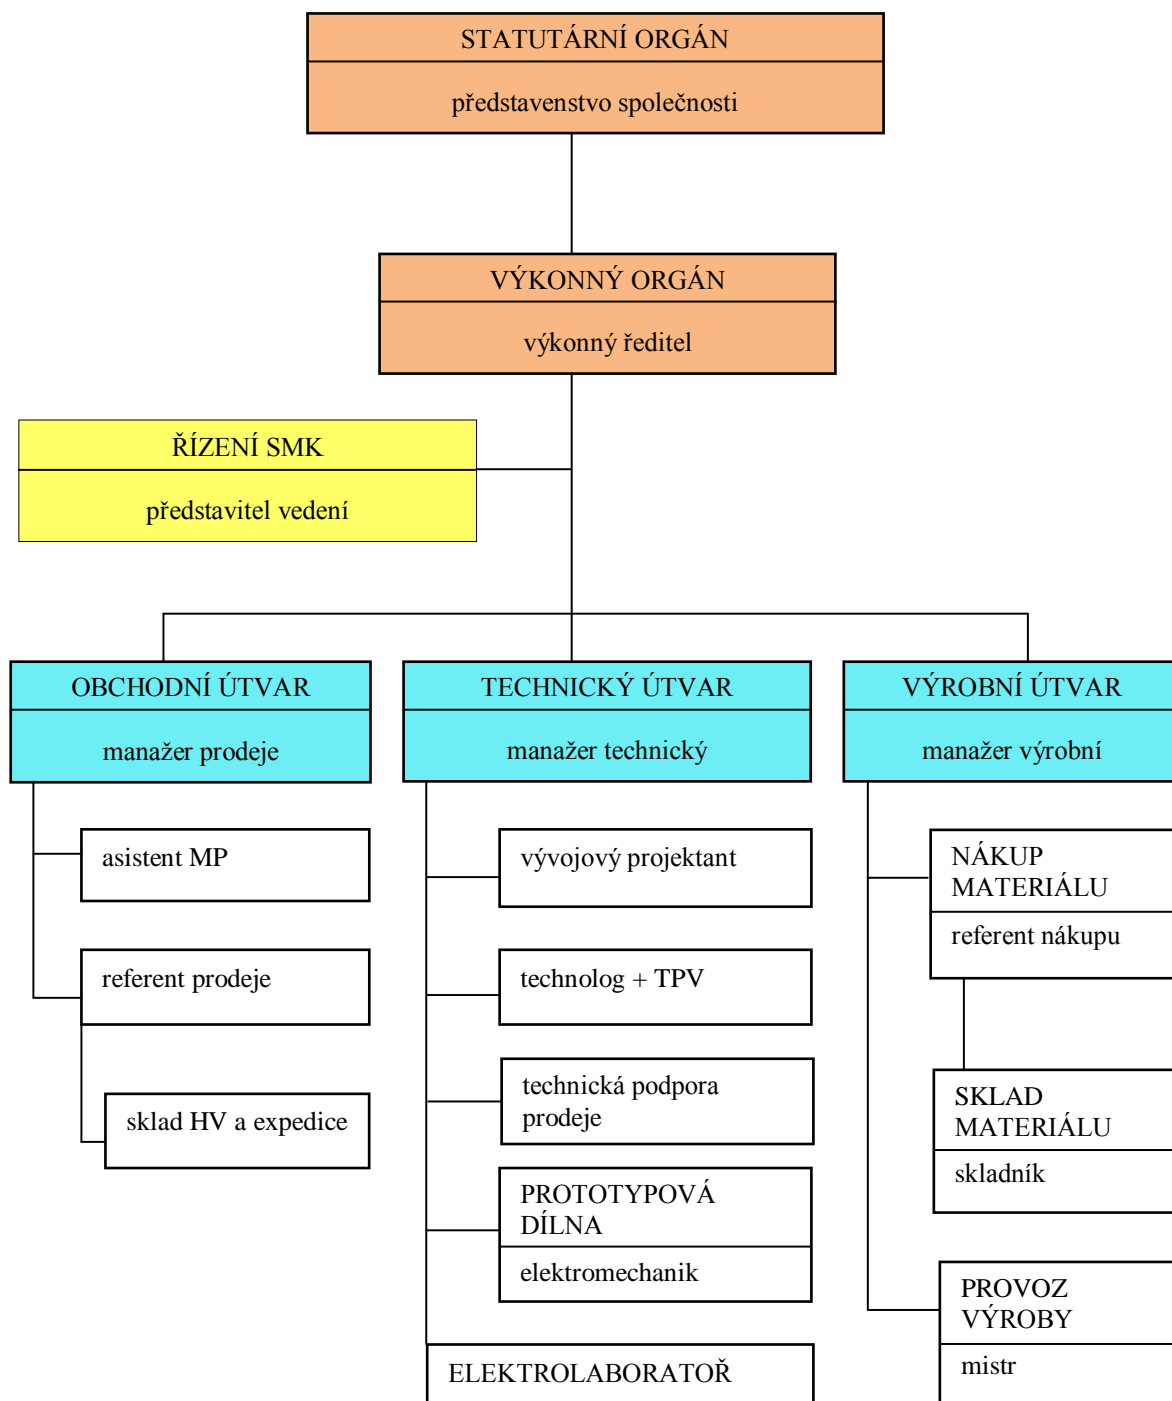 STATUTÁRNÍ ORGÁN
představenstvo společnosti
VÝKONNÝ ORGÁN
výkonný ředitel
ŘÍZENÍ SMK
představitel vedení
OBCHODNÍ ÚTVAR
manažer prodeje
asistent MP
referent prodeje
sklad HV a expedice
TECHNICKÝ ÚTVAR
manažer technický
vývojový projektant
technolog + TPV
technická podpora
prodeje
PROTOTYPOVÁ
DÍLNA
elektromechanik
ELEKTROLABORATOŘ
VÝROBNÍ ÚTVAR
manažer výrobní
NÁKUP
MATERIÁLU
referent nákupu
SKLAD
MATERIÁLU
skladník
PROVOZ
VÝROBY
mistr